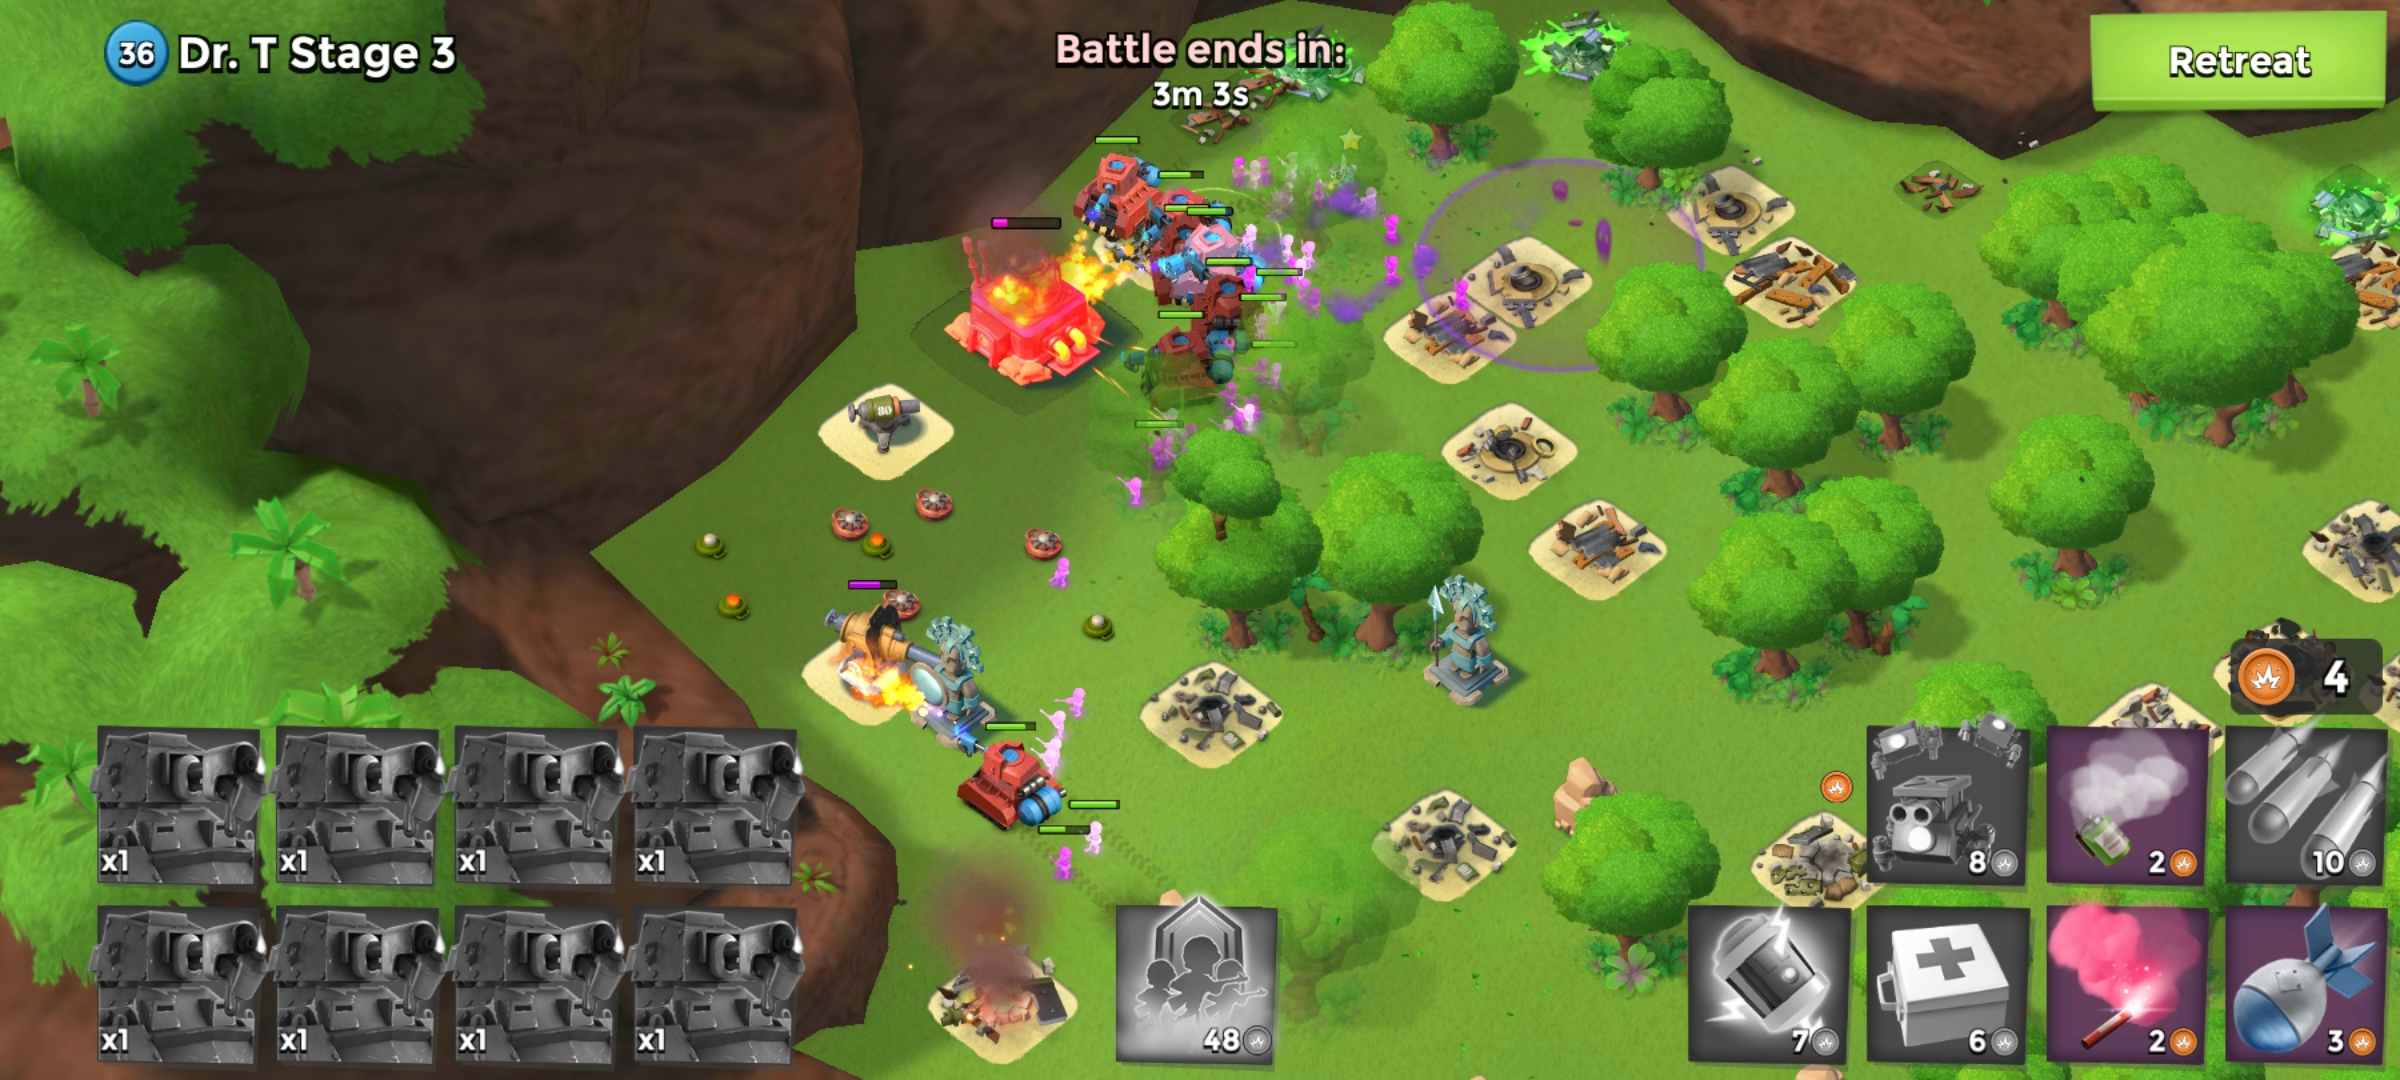 36 Dr. T Stage 3
Battle ends in:
3m 3s
Retreat
80
4
x1
x1
x1
x1
8
2
10
x1
x1
x1
x1
48
7
6
2
3